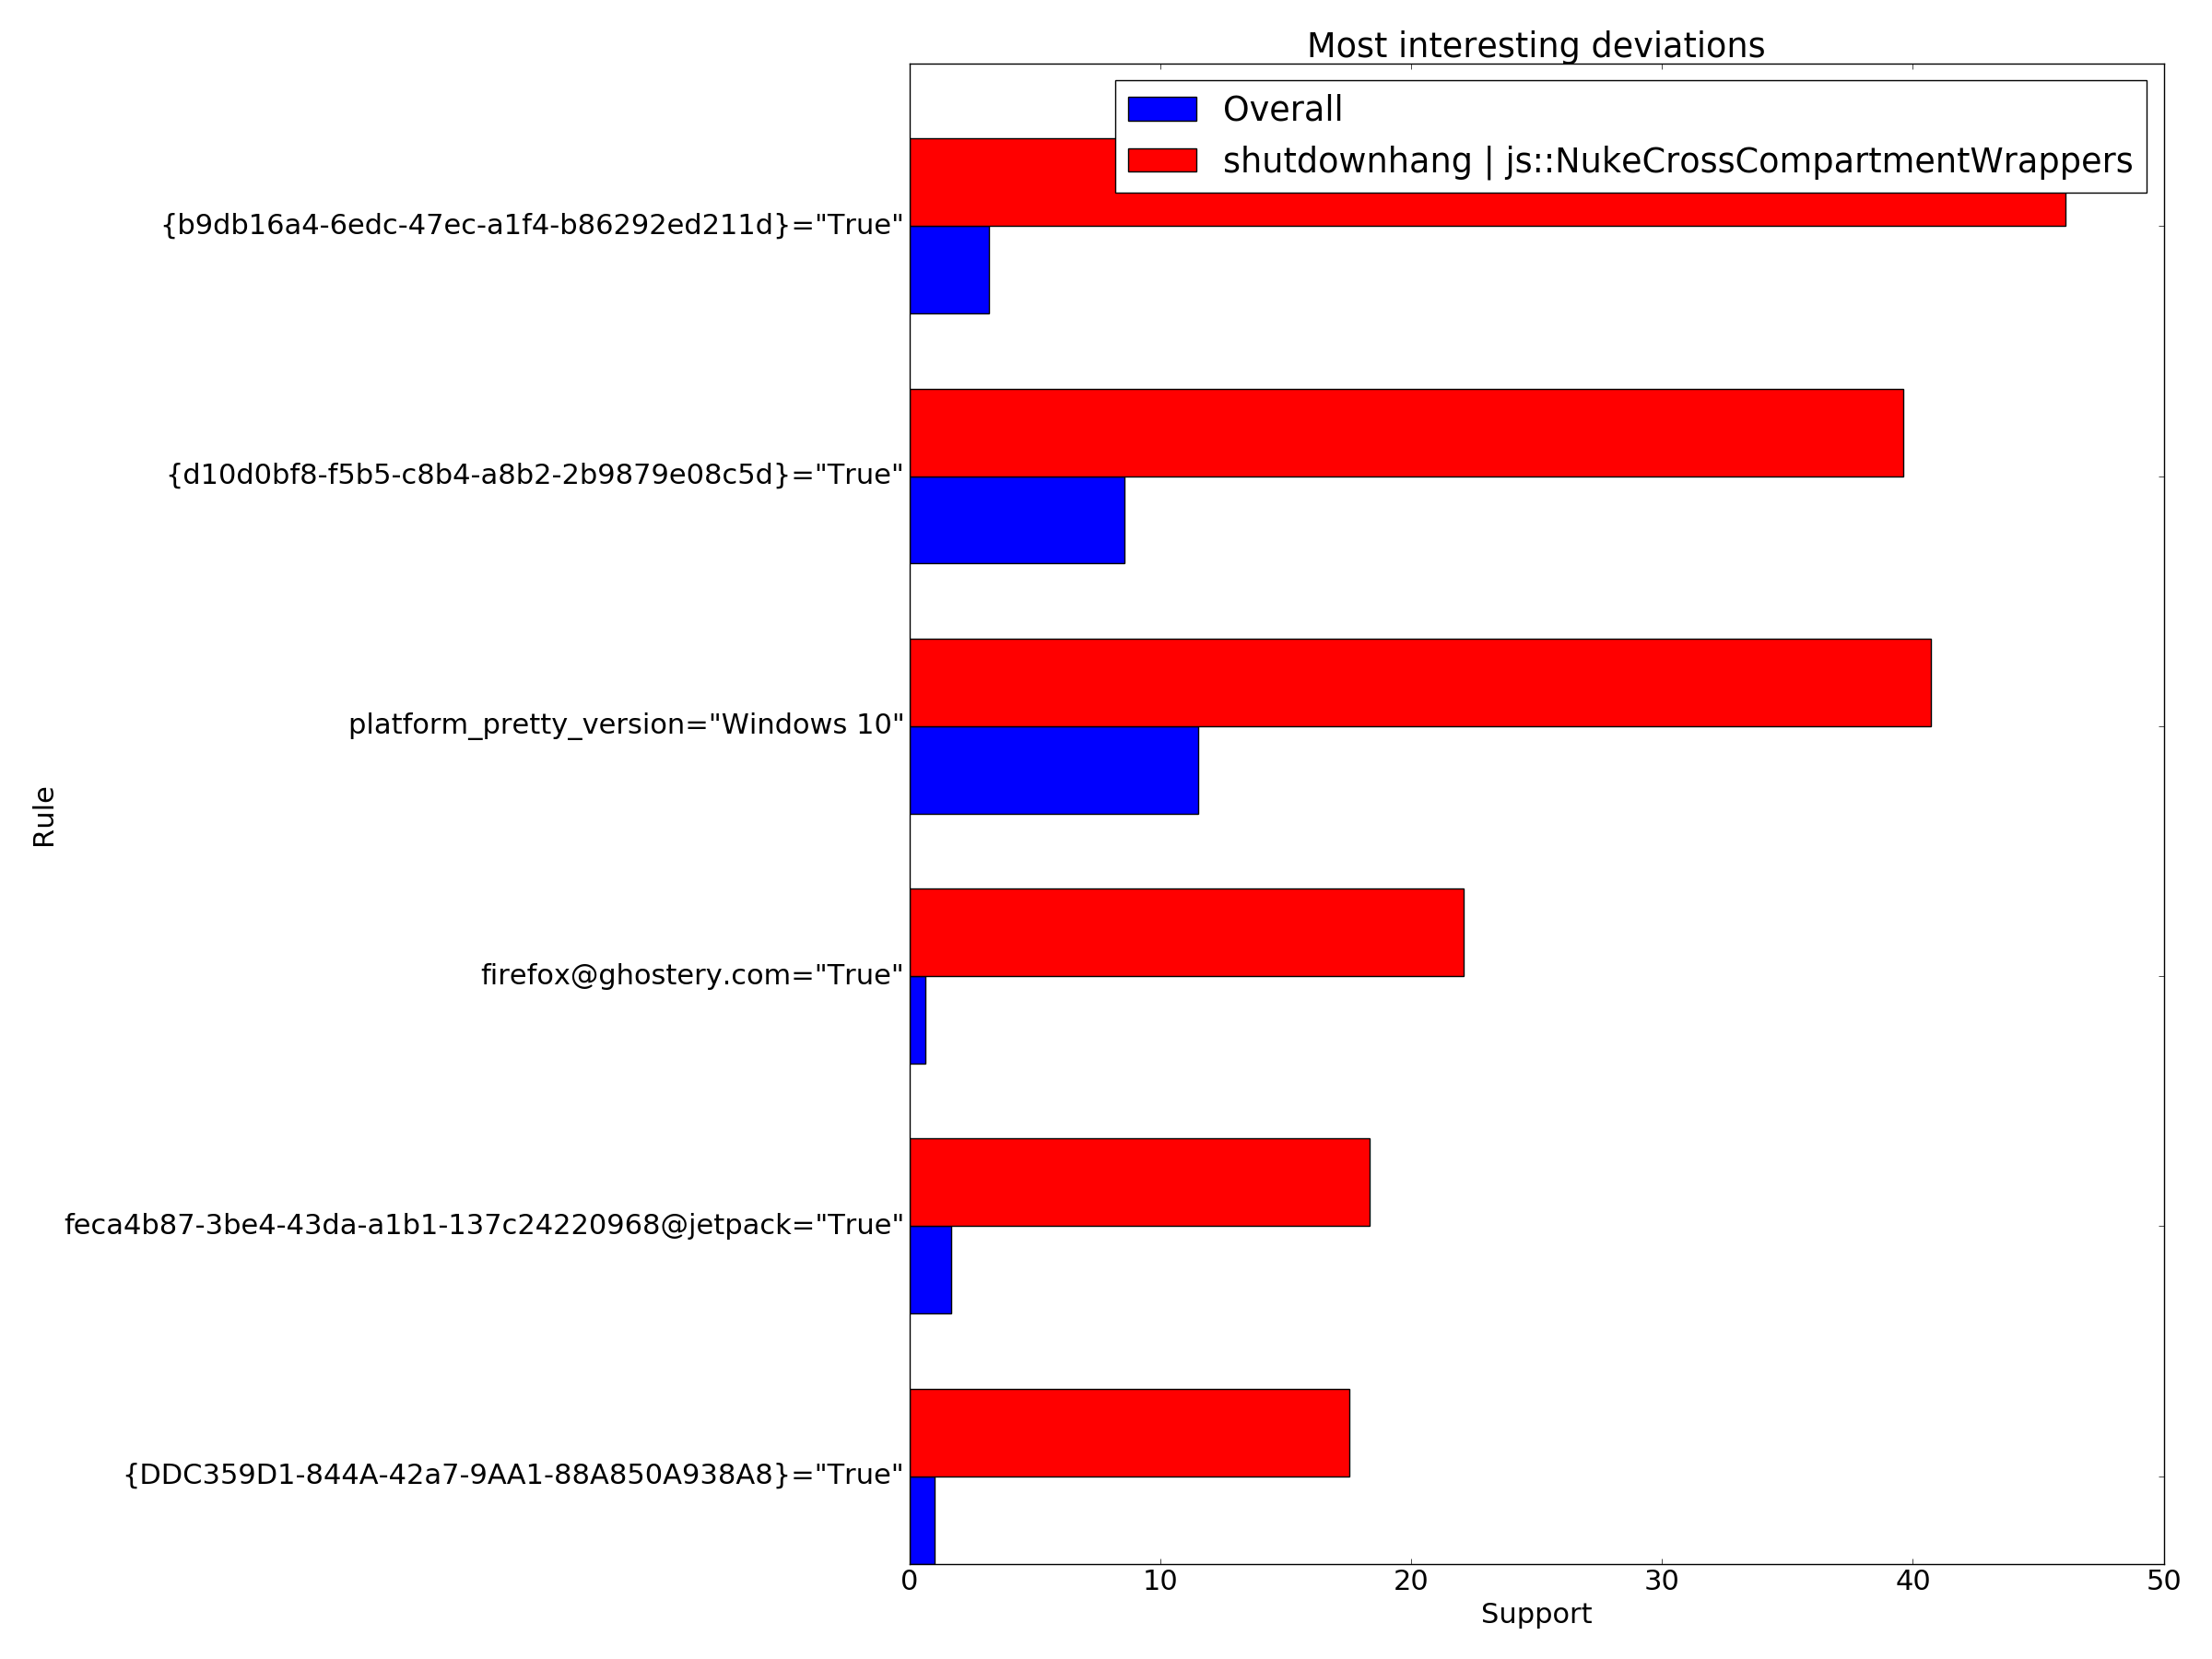 Most interesting deviations
Overall
shutdownhang | js::NukeCrossCompartmentWrappers
{b9db16a4-6edc-47ec-a1f4-b86292ed211d}="True"
{d10d0bf8-f5b5-c8b4-a8b2-2b9879e08c5d}="True"
platform_pretty_version="Windows 10"
Rule
firefox@ghostery.com="True"
feca4b87-3be4-43da-a1b1-137c24220968@jetpack="True"
{DDC359D1-844A-42a7-9AA1-88A850A938A8}="True"
0 10 20 30 40 50
Support